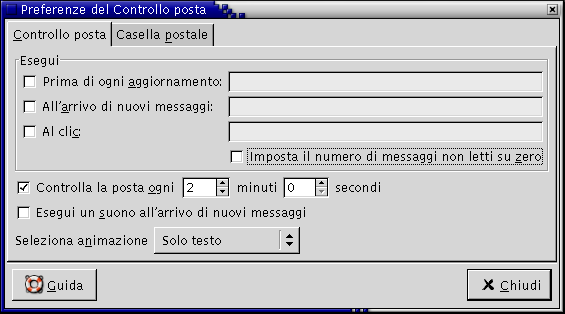 Preferenze del Controllo posta
Controllo posta Casella postale
Esegui
Prima di ogni aggiornamento:
All'arrivo di nuovi messaggi:
Al clic:
Imposta il numero di messaggi non letti su zero
Controlla la posta ogni 2 minuti 0 secondi
Esegui un suono all'arrivo di nuovi messaggi
Seleziona animazione Solo testo
Guida Chiudi